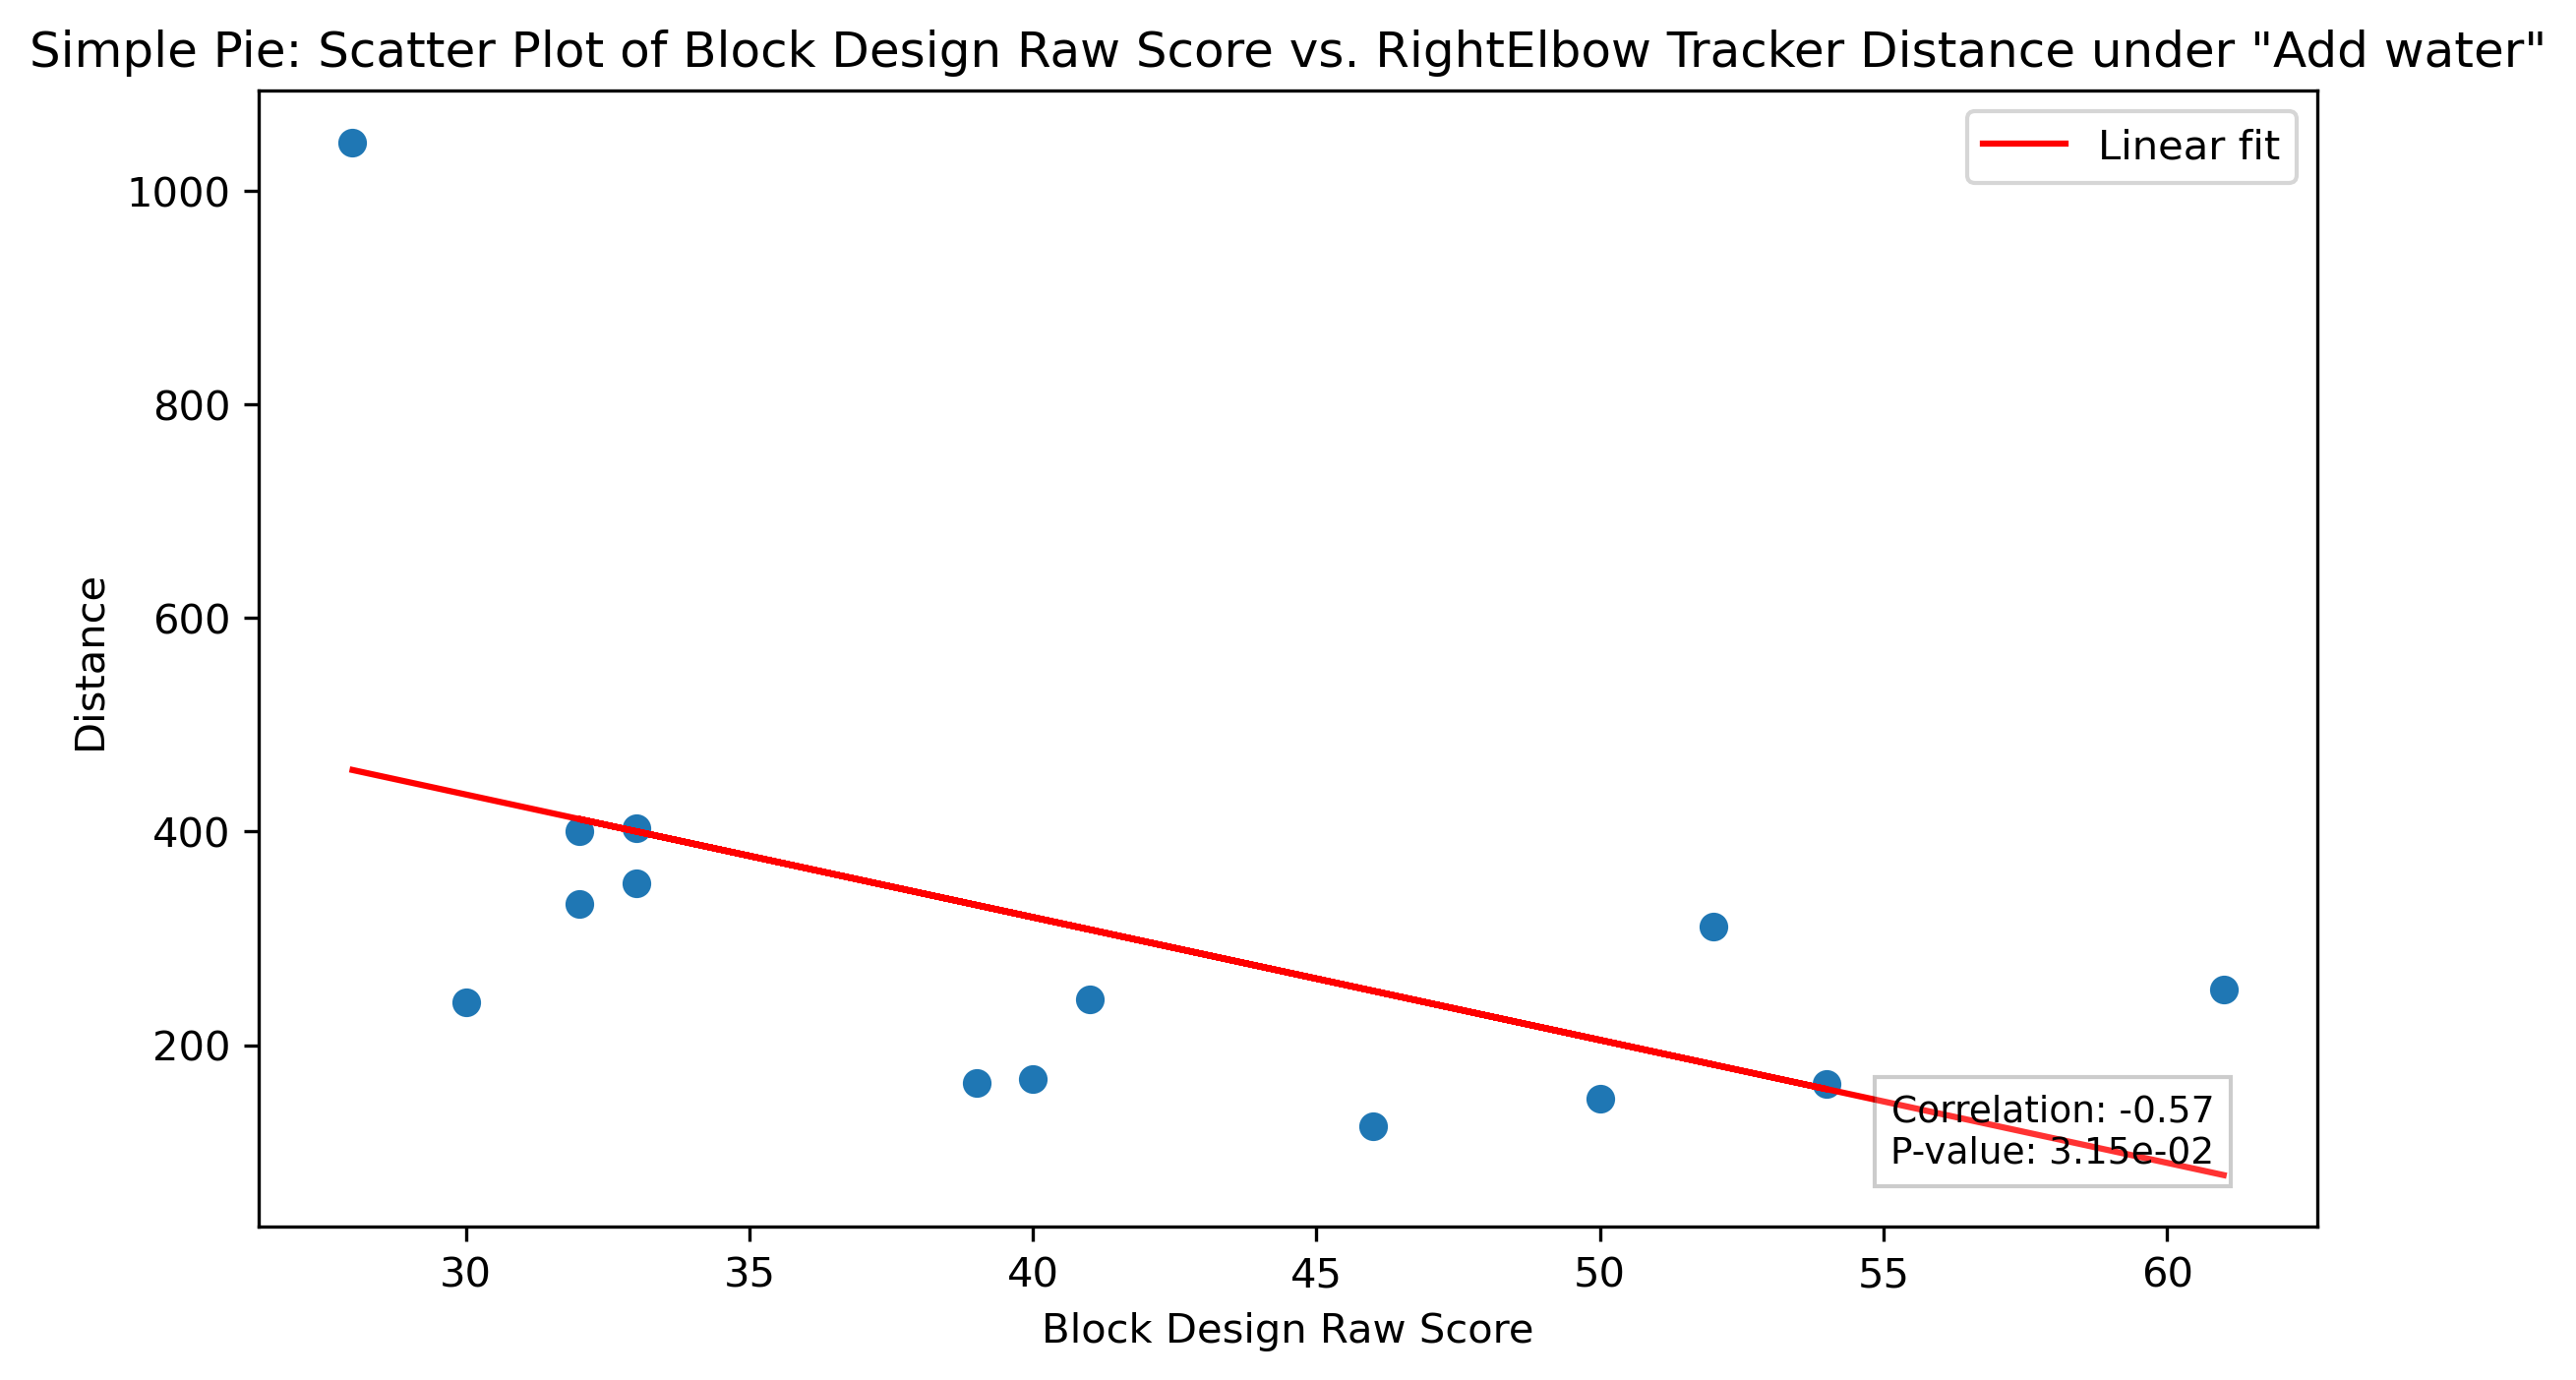 Simple Pie: Scatter Plot of Block Design Raw Score vs. RightElbow Tracker Distance under "Add water"
Linear fit
1000
800
600
400
200
Distance
Correlation: -0.57
P-value: 3.15e-02
30 35 40 45 50 55 60
Block Design Raw Score